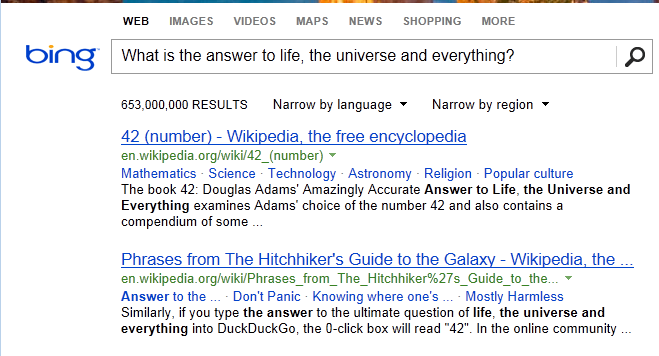 WEB IMAGES VIDEOS MAPS NEWS SHOPPING MORE
bing
What is the answer to life, the universe and everything?
653,000,000 RESULTS Narrow by language Narrow by region
42 (number) - Wikipedia, the free encyclopedia
en.wikipedia.org/wiki/42_(number)
Mathematics · Science · Technology · Astronomy · Religion · Popular culture
The book 42: Douglas Adams' Amazingly Accurate Answer to Life, the Universe and
Everything examines Adams' choice of the number 42 and also contains a
compendium of some ...
Phrases from The Hitchhiker's Guide to the Galaxy - Wikipedia, the ...
en.wikipedia.org/wiki/Phrases_from_The_Hitchhiker%27s_Guide_to_the...
Answer to the ... · Don't Panic · Knowing where one's ... · Mostly Harmless
Similarly, if you type the answer to the ultimate question of life, the universe and
everything into DuckDuckGo, the 0-click box will read "42". In the online community ...